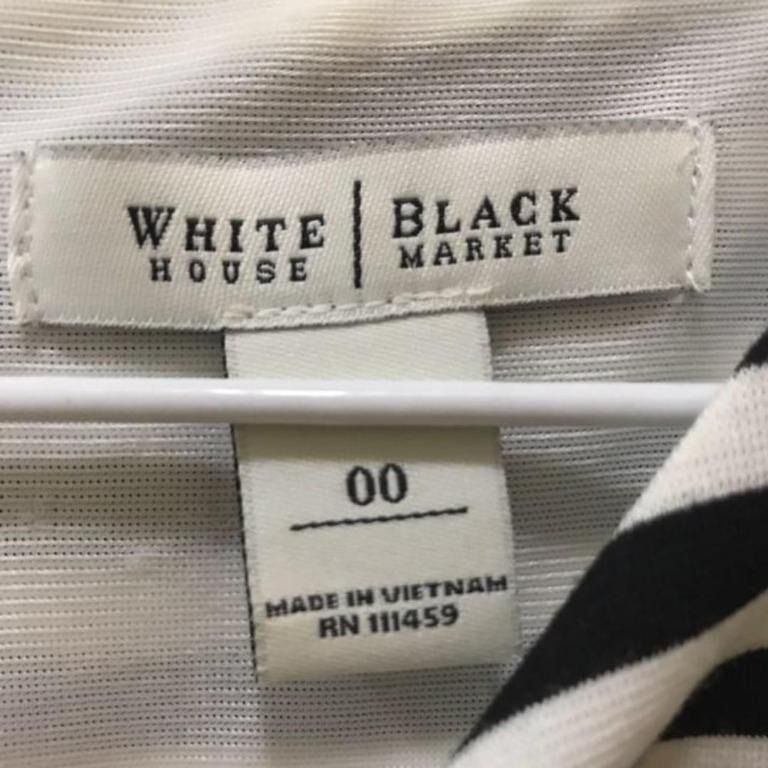 WHITE | BLACK
HOUSE | MARKET
00
MADE IN VIETNAM
RN 111459